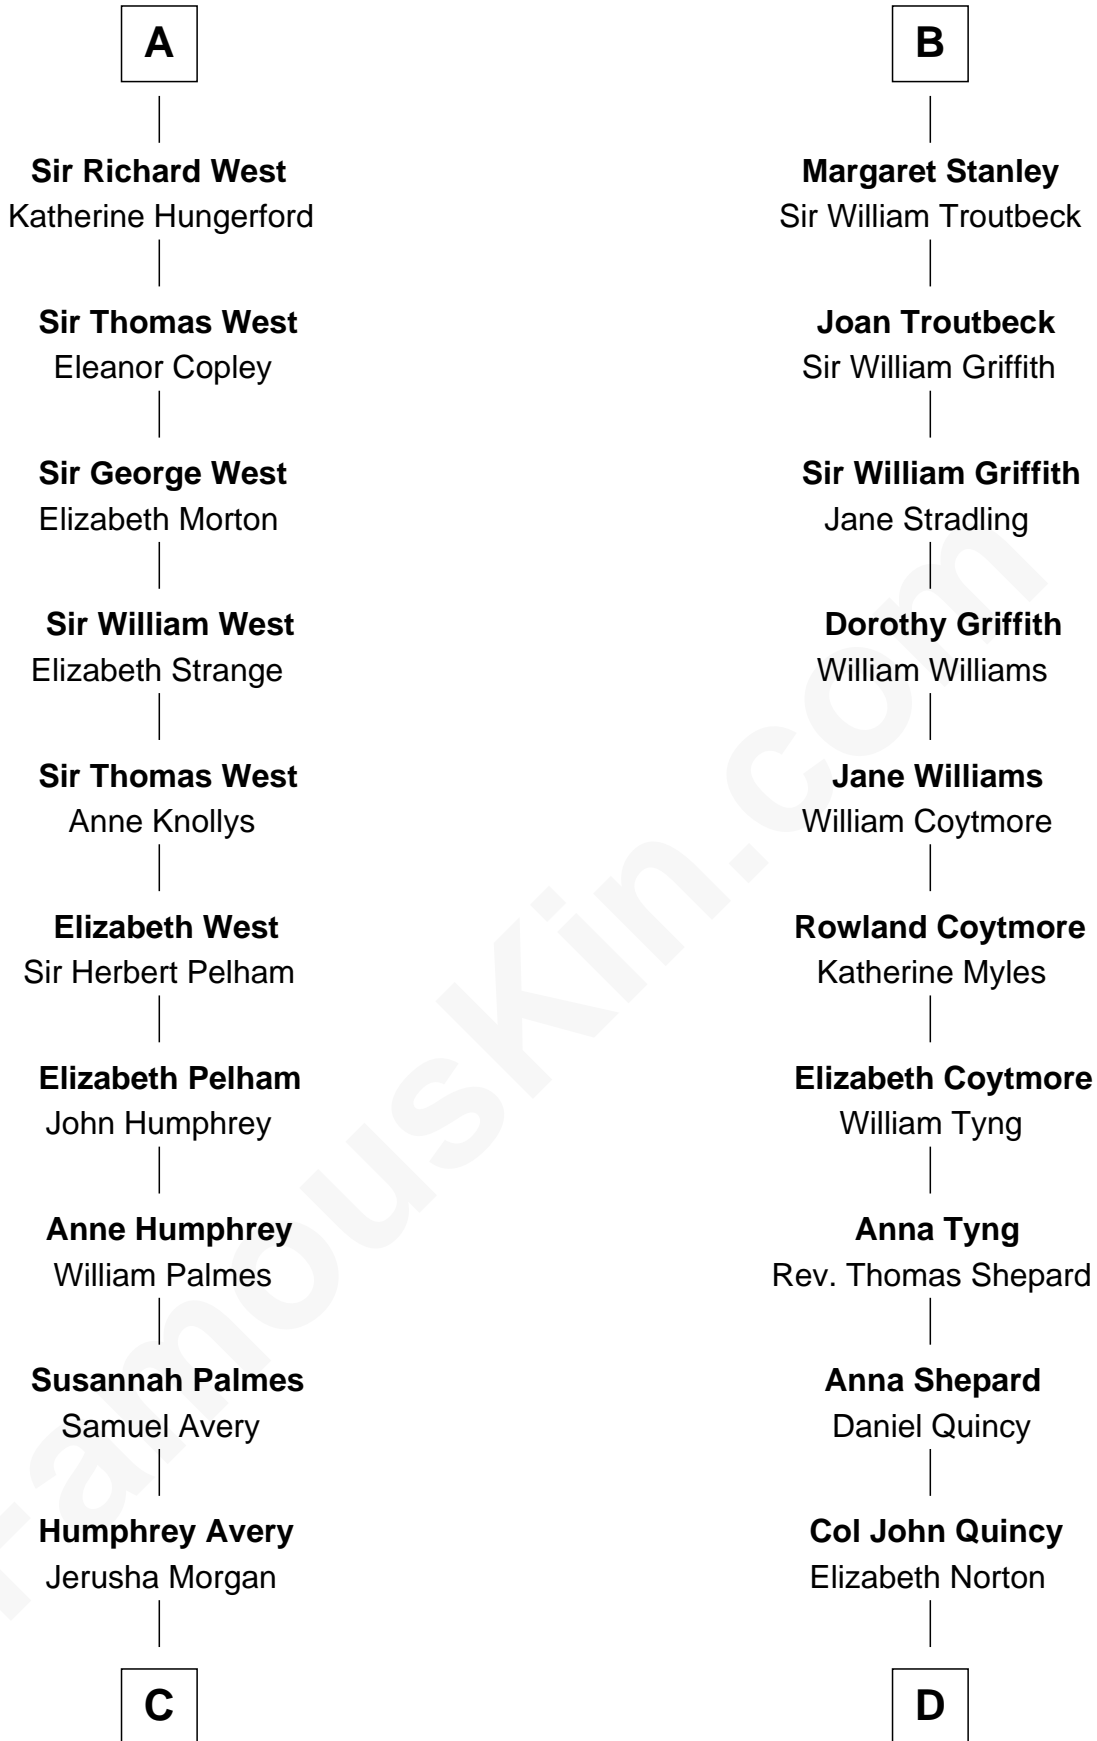 A
Sir Richard West
Katherine Hungerford
Sir Thomas West
Eleanor Copley
Sir George West
Elizabeth Morton
Sir William West
Elizabeth Strange
Sir Thomas West
Anne Knollys
Elizabeth West
Sir Herbert Pelham
Elizabeth Pelham
John Humphrey
Anne Humphrey
William Palmes
Susannah Palmes
Samuel Avery
Humphrey Avery
Jerusha Morgan
C
B
Margaret Stanley
Sir William Troutbeck
Joan Troutbeck
Sir William Griffith
Sir William Griffith
Jane Stradling
Dorothy Griffith
William Williams
Jane Williams
William Coytmore
Rowland Coytmore
Katherine Myles
Elizabeth Coytmore
William Tyng
Anna Tyng
Rev. Thomas Shepard
Anna Shepard
Daniel Quincy
Col John Quincy
Elizabeth Norton
D
FamousKin.com